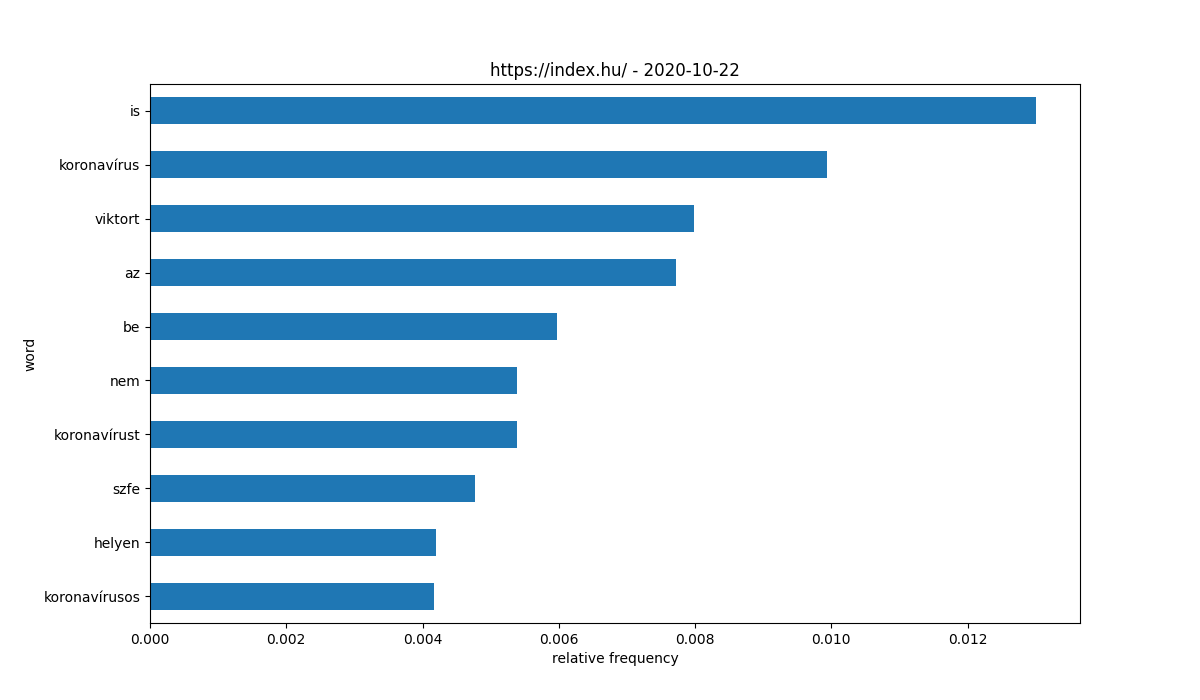 https://index.hu/ - 2020-10-22
is
koronavírus
viktort
az
be
nem
koronavírust
szfe
helyen
koronavírusos
word
0.000 0.002 0.004 0.006 0.008 0.010 0.012
relative frequency